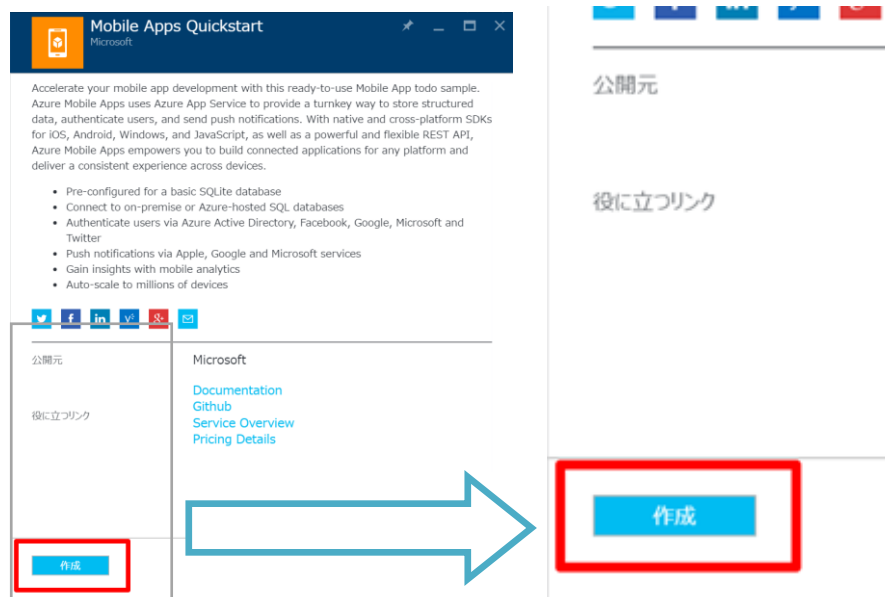 Mobile Apps Quickstart
Microsoft
Accelerate your mobile app development with this ready-to-use Mobile App todo sample.
Azure Mobile Apps uses Azure App Service to provide a turnkey way to store structured
data, authenticate users, and send push notifications. With native and cross-platform SDKs
for iOS, Android, Windows, and JavaScript, as well as a powerful and flexible REST API,
Azure Mobile Apps empowers you to build connected applications for any platform and
deliver a consistent experience across devices.
• Pre-configured for a basic SQLite database
• Connect to on-premise or Azure-hosted SQL databases
• Authenticate users via Azure Active Directory, Facebook, Google, Microsoft and
Twitter
• Push notifications via Apple, Google and Microsoft services
• Gain insights with mobile analytics
• Auto-scale to millions of devices
公開元
Microsoft
役に立つリンク
Documentation
Github
Service Overview
Pricing Details
作成
公開元
役に立つリンク
作成